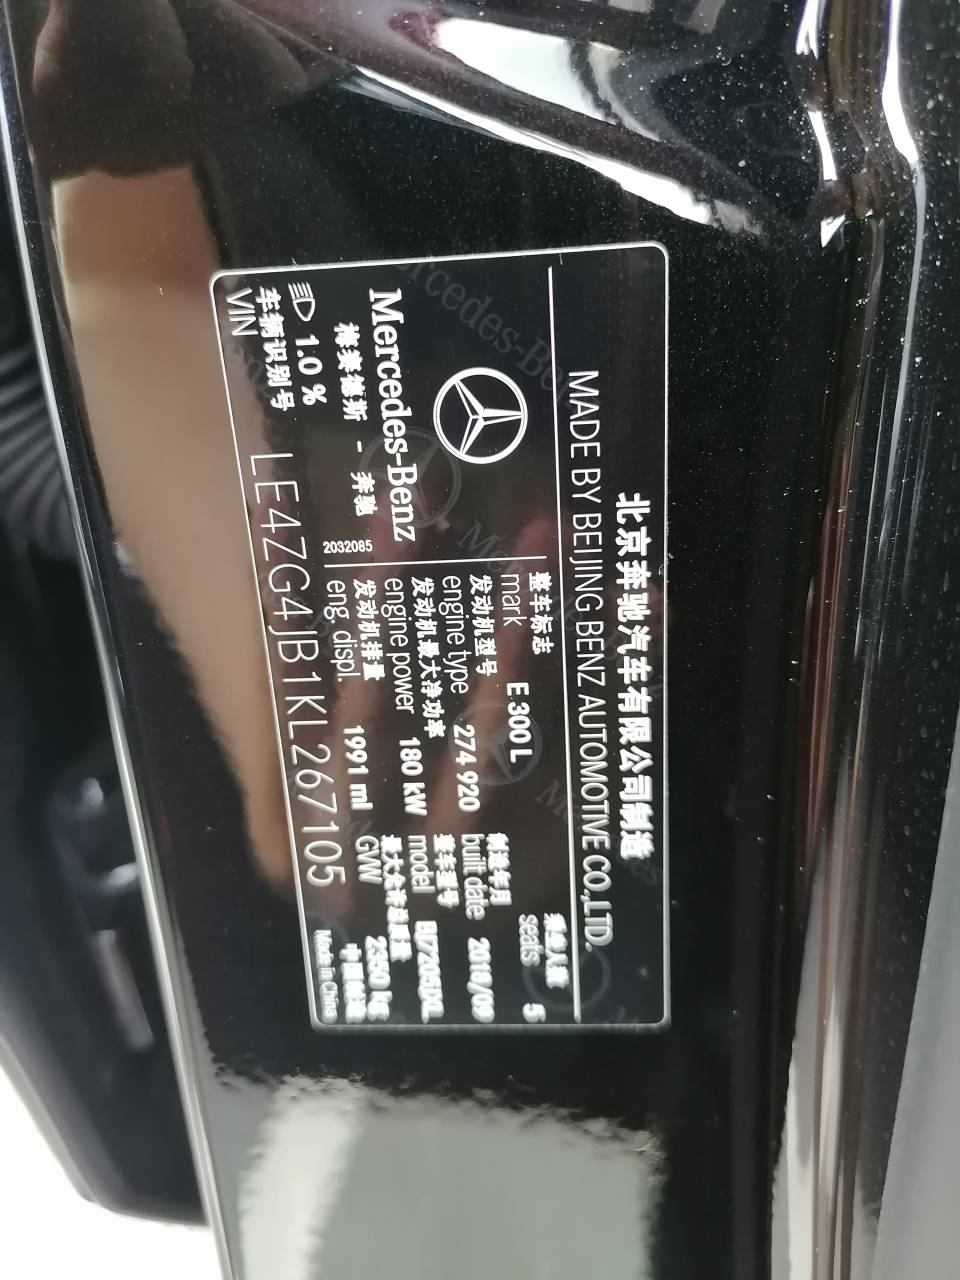 北京奔驰汽车有限公司制造
MADE BY BEIJING BENZ AUTOMOTIVE CO.,LTD.
Mercedes-Benz
梅赛德斯 - 奔驰
2032085
1.0 %
整车标志
mark E 300 L
乘坐人数
seats 5
发动机型号
engine type 274 920
制造年月
built date 2018/09
发动机最大净功率
engine power 180 kW
整车型号
model BJ7205DXL
发动机排量
eng. displ. 1991 ml
最大允许总质量
GVW 2350 kg
车辆识别号
VIN LE4ZG4JB1KL267105
中国制造
Made in China